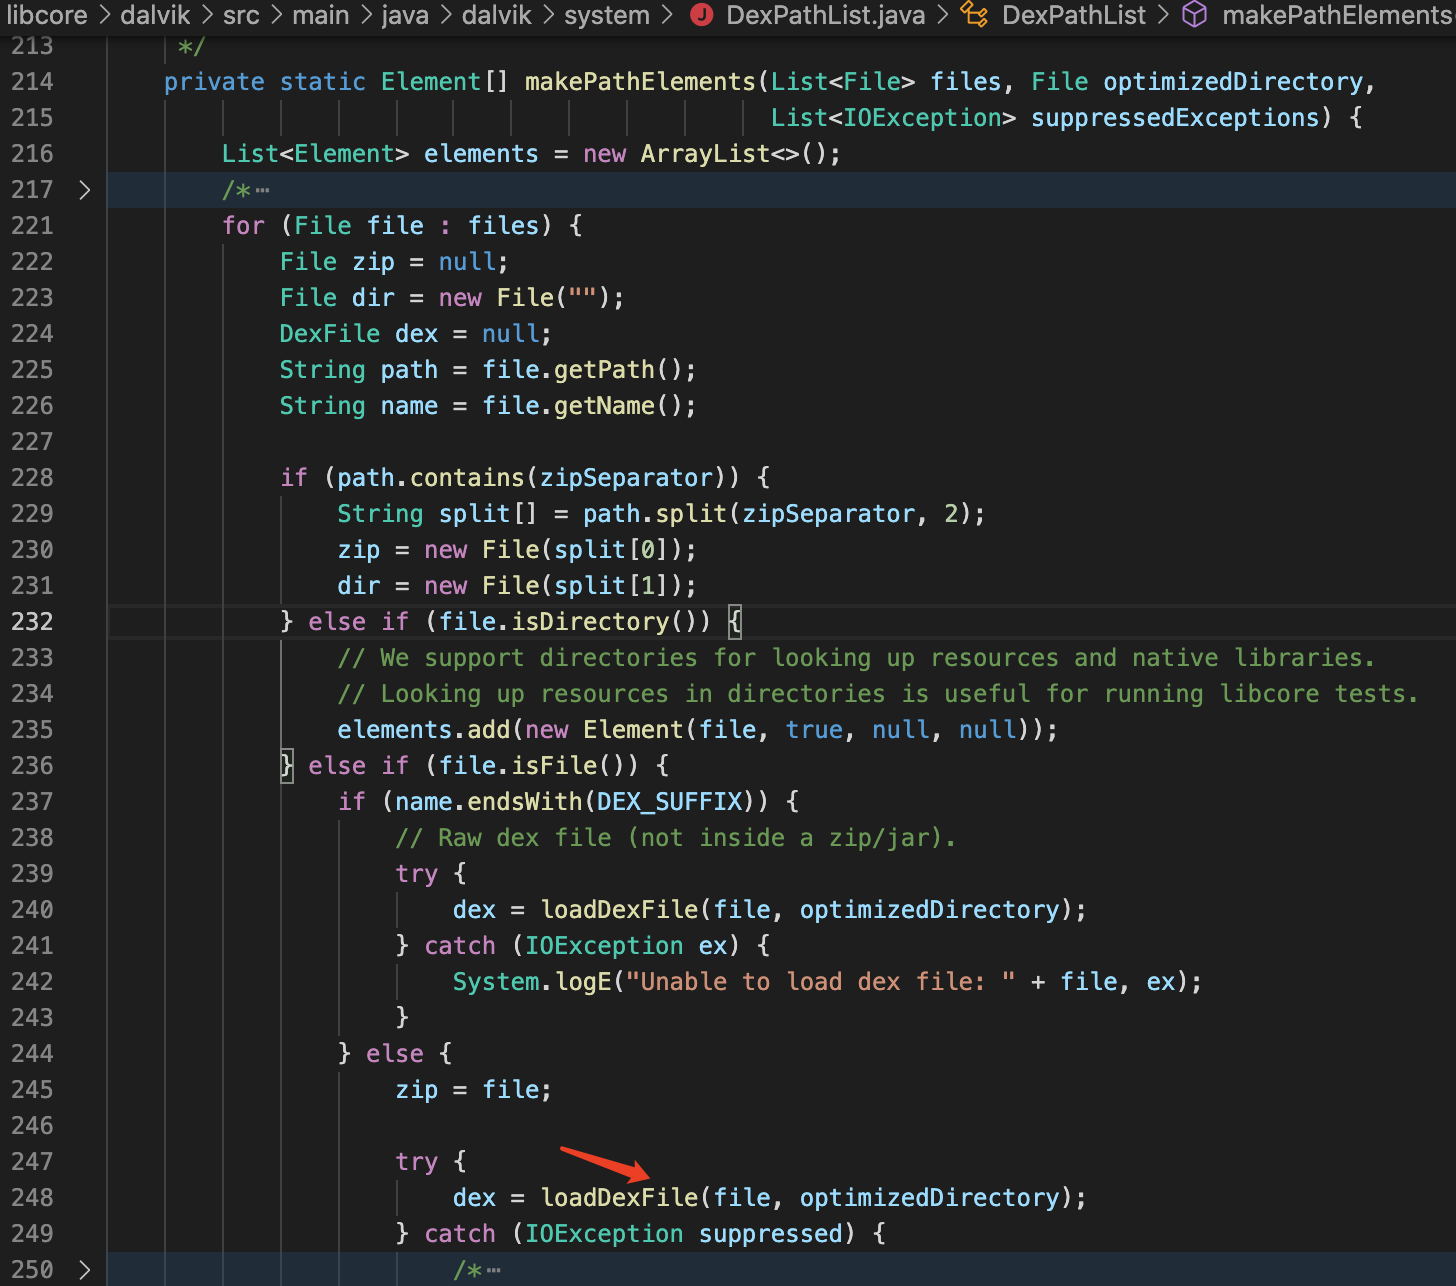 libcore > dalvik > src > main > java > dalvik > system > J DexPathList.java > DexPathList > makePathElements
213 */
214 private static Element[] makePathElements(List<File> files, File optimizedDirectory,
215 List<IOException> suppressedExceptions) {
216 List<Element> elements = new ArrayList<>();
217 > /*⋯
221 for (File file : files) {
222 File zip = null;
223 File dir = new File("");
224 DexFile dex = null;
225 String path = file.getPath();
226 String name = file.getName();
227
228 if (path.contains(zipSeparator)) {
229 String split[] = path.split(zipSeparator, 2);
230 zip = new File(split[0]);
231 dir = new File(split[1]);
232 } else if (file.isDirectory()) {
233 // We support directories for looking up resources and native libraries.
234 // Looking up resources in directories is useful for running libcore tests.
235 elements.add(new Element(file, true, null, null));
236 } else if (file.isFile()) {
237 if (name.endsWith(DEX_SUFFIX)) {
238 // Raw dex file (not inside a zip/jar).
239 try {
240 dex = loadDexFile(file, optimizedDirectory);
241 } catch (IOException ex) {
242 System.logE("Unable to load dex file: " + file, ex);
243 }
244 } else {
245 zip = file;
246
247 try {
248 dex = loadDexFile(file, optimizedDirectory);
249 } catch (IOException suppressed) {
250 > /*⋯